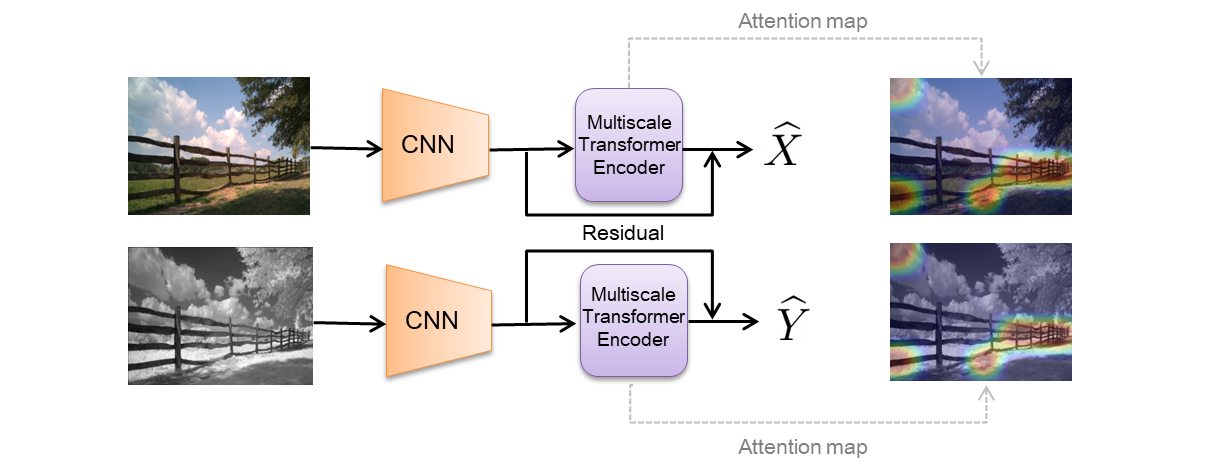 Attention map
CNN
Multiscale
Transformer
Encoder
$\widehat{X}$
Residual
CNN
Multiscale
Transformer
Encoder
$\widehat{Y}$
Attention map